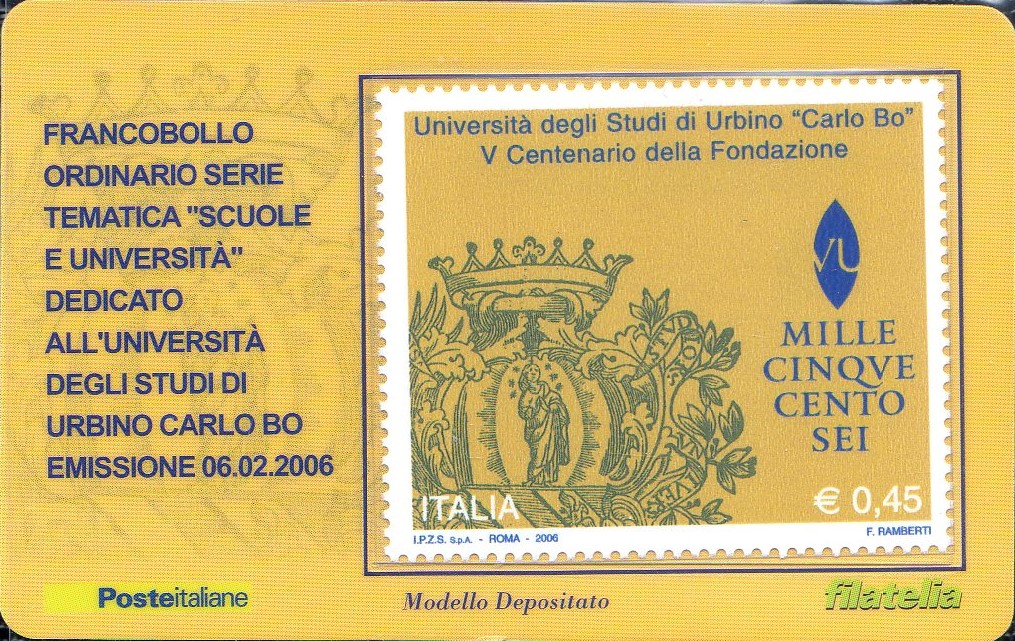 FRANCOBOLLO
ORDINARIO SERIE
TEMATICA "SCUOLE
E UNIVERSITÀ"
DEDICATO
ALL'UNIVERSITÀ
DEGLI STUDI DI
URBINO CARLO BO
EMISSIONE 06.02.2006
Università degli Studi di Urbino “Carlo Bo”
V Centenario della Fondazione
VU
MILLE
CINQVE
CENTO
SEI
ITALIA
€ 0,45
I.P.Z.S. S.p.A. - ROMA - 2006
F. RAMBERTI
Posteitaliane
Modello Depositato
filatelia